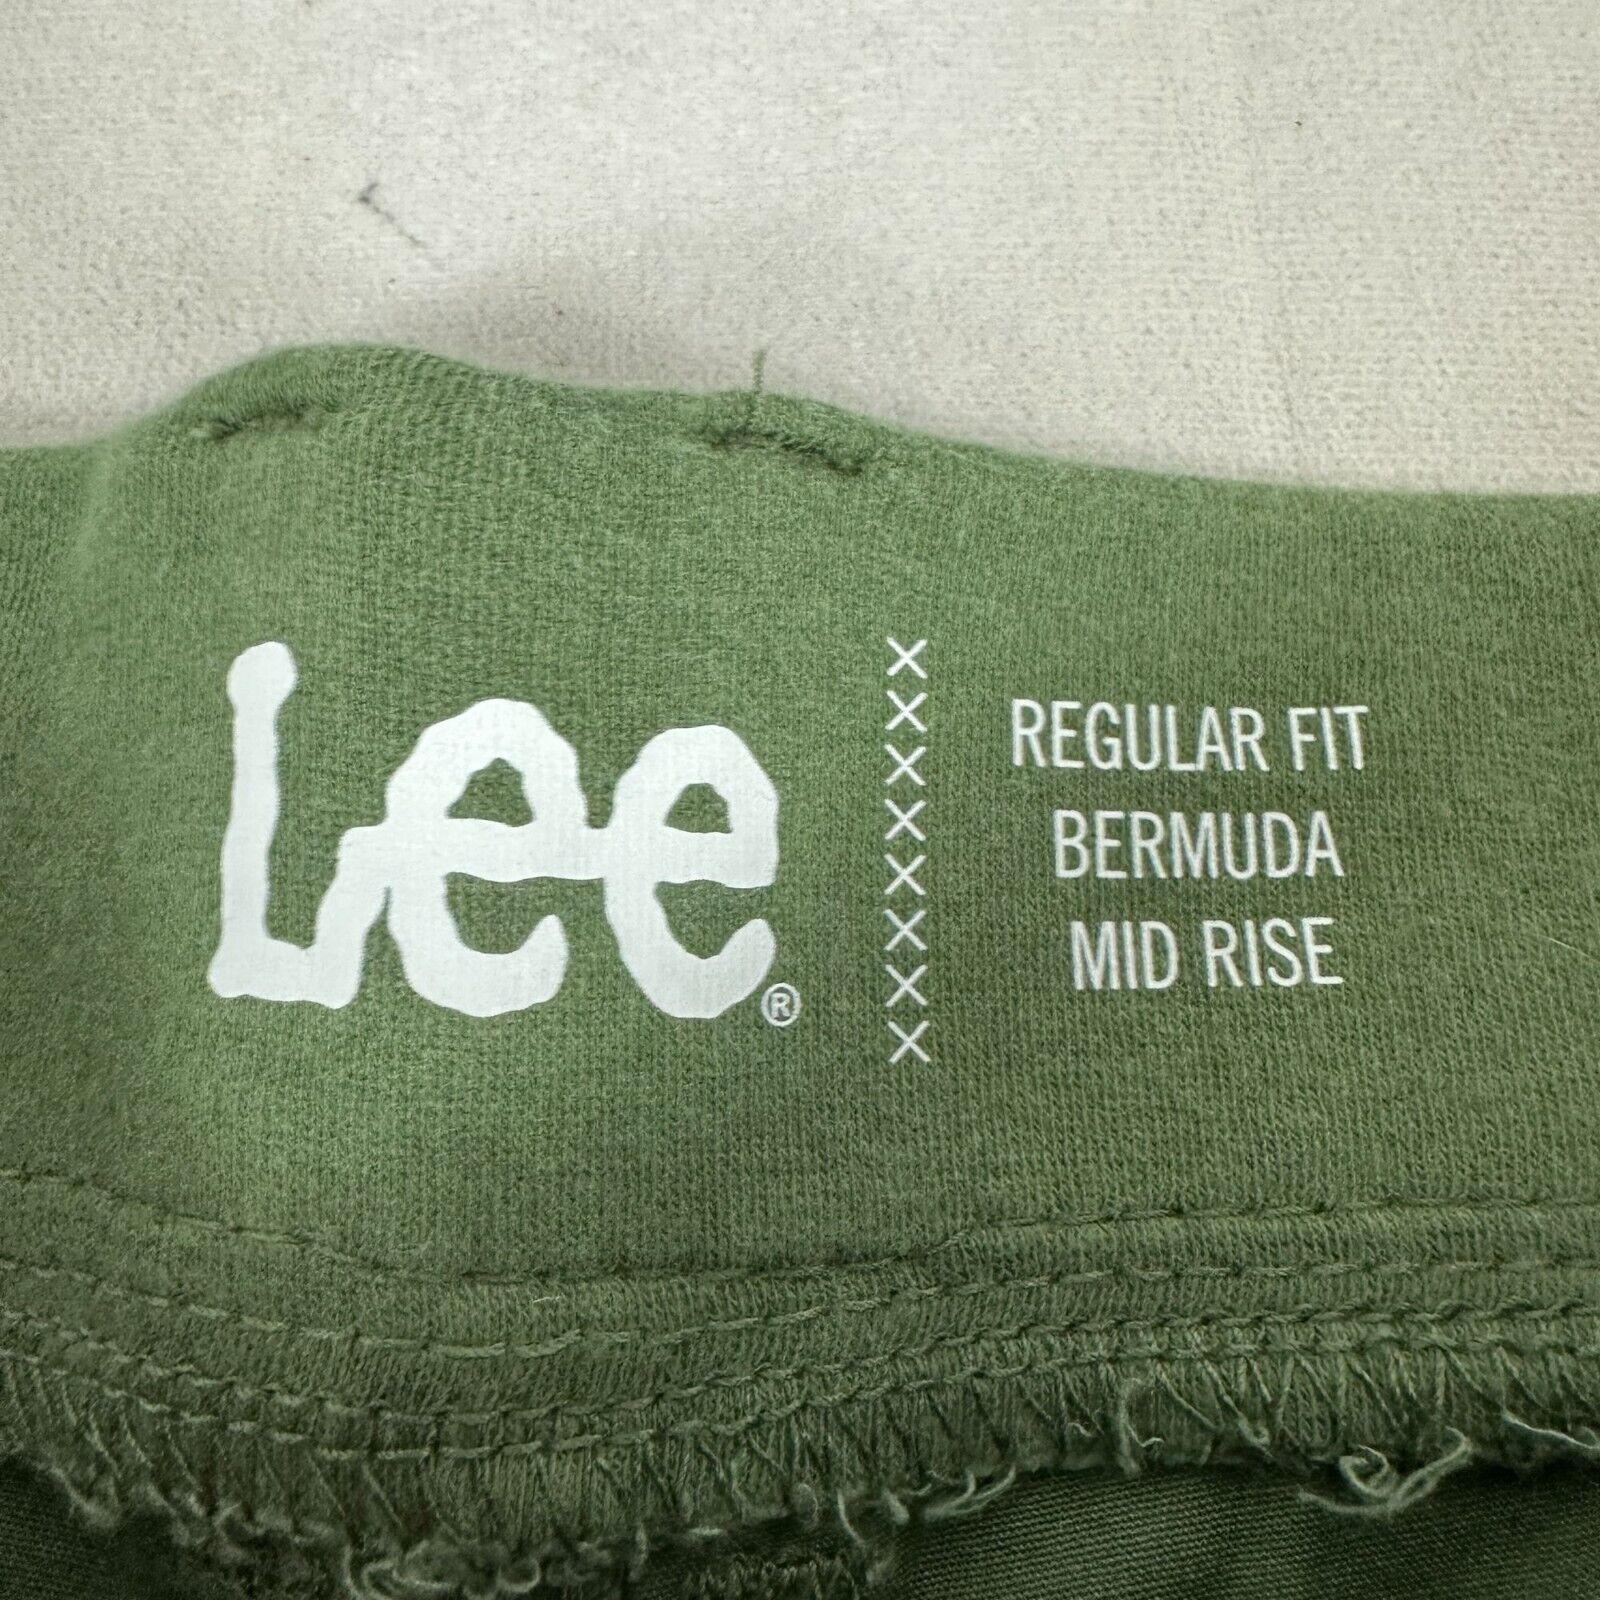 Lee®
REGULAR FIT
BERMUDA
MID RISE